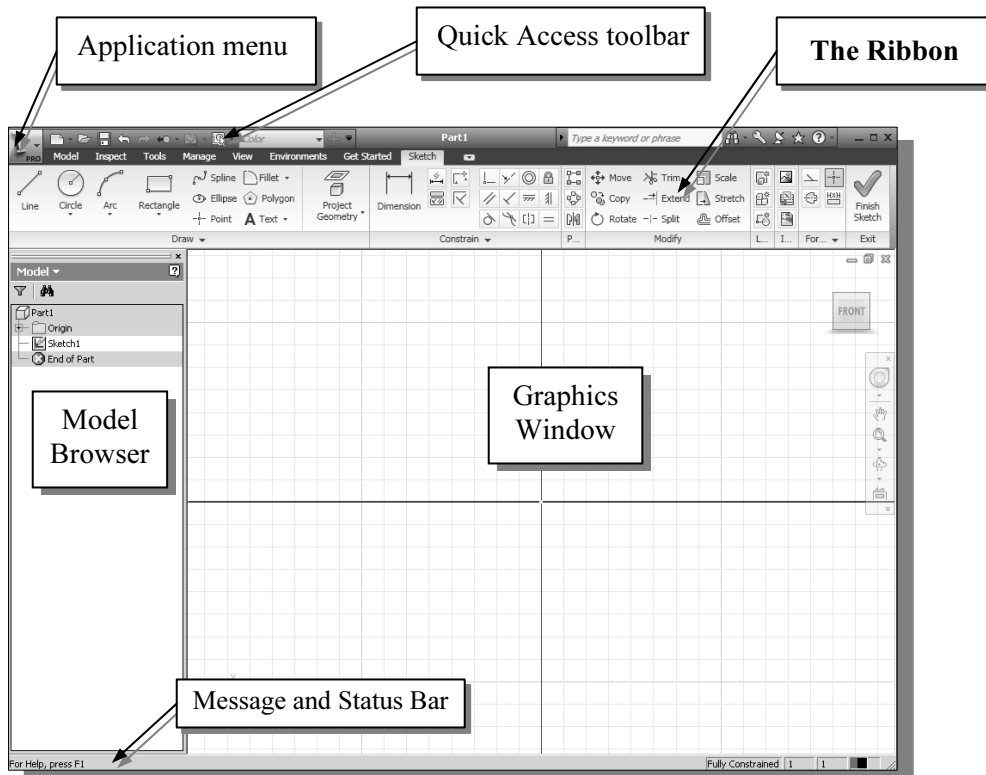 Application menu
Quick Access toolbar
The Ribbon
Color
Part1
Type a keyword or phrase
PRO
Model Inspect Tools Manage View Environments Get Started Sketch
Line
Circle
Arc
Rectangle
Spline
Fillet
Ellipse
Polygon
Point
A Text
Project
Geometry
Dimension
Move
Trim
Scale
Copy
Extend
Stretch
Rotate
Split
Offset
Finish
Sketch
Draw
Constrain
P...
Modify
L...
I...
For...
Exit
Model
Part1
Origin
Sketch1
End of Part
FRONT
Model
Browser
Graphics
Window
Message and Status Bar
For Help, press F1
Fully Constrained 1 1